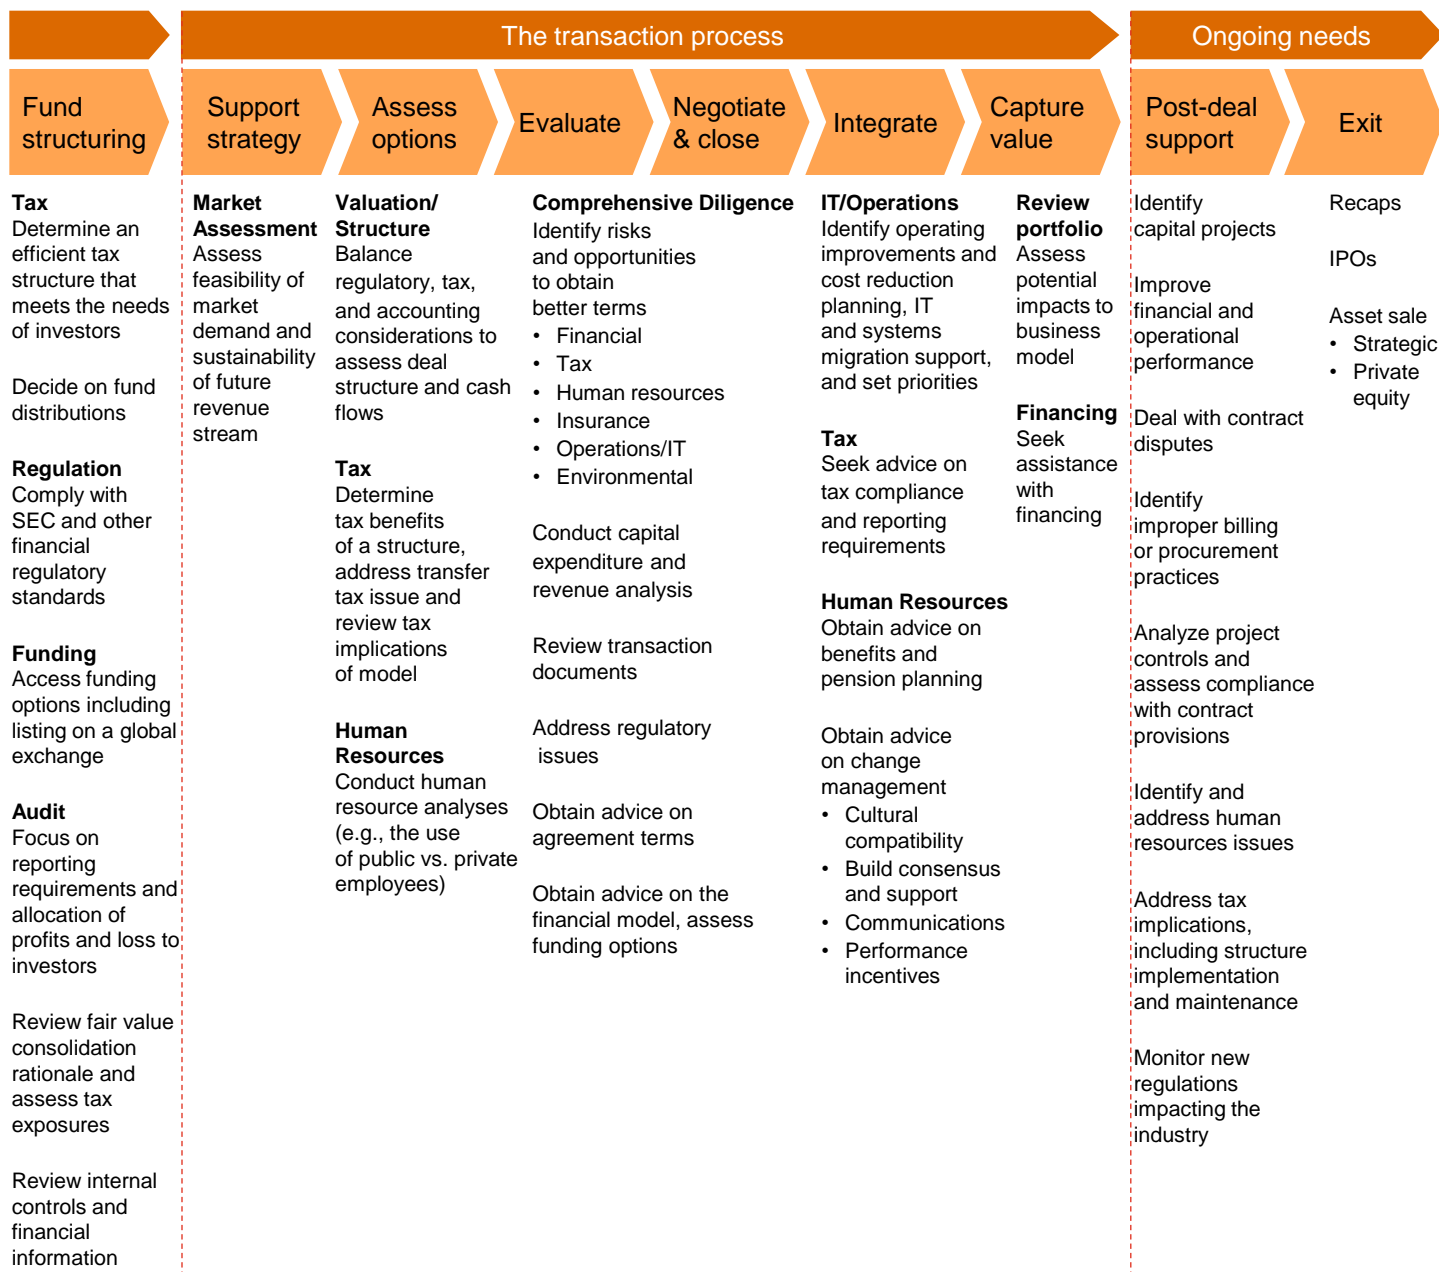 The transaction process
Ongoing needs
Fund
structuring
Support
strategy
Assess
options
Evaluate
Negotiate
& close
Integrate
Capture
value
Post-deal
support
Exit
Tax
Determine an
efficient tax
structure that
meets the needs
of investors
Decide on fund
distributions
Regulation
Comply with
SEC and other
financial
regulatory
standards
Funding
Access funding
options including
listing on a global
exchange
Audit
Focus on
reporting
requirements and
allocation of
profits and loss to
investors
Review fair value
consolidation
rationale and
assess tax
exposures
Review internal
controls and
financial
information
Market
Assessment
Assess
feasibility of
market
demand and
sustainability
of future
revenue
stream
Valuation/
Structure
Balance
regulatory, tax,
and accounting
considerations to
assess deal
structure and cash
flows
Tax
Determine
tax benefits
of a structure,
address transfer
tax issue and
review tax
implications
of model
Human
Resources
Conduct human
resource analyses
(e.g., the use
of public vs. private
employees)
Comprehensive Diligence
Identify risks
and opportunities
to obtain
better terms
• Financial
• Tax
• Human resources
• Insurance
• Operations/IT
• Environmental
Conduct capital
expenditure and
revenue analysis
Review transaction
documents
Address regulatory
issues
Obtain advice on
agreement terms
Obtain advice on the
financial model, assess
funding options
IT/Operations
Identify operating
improvements and
cost reduction
planning, IT
and systems
migration support,
and set priorities
Tax
Seek advice on
tax compliance
and reporting
requirements
Human Resources
Obtain advice on
benefits and
pension planning
Obtain advice
on change
management
• Cultural
compatibility
• Build consensus
and support
• Communications
• Performance
incentives
Review
portfolio
Assess
potential
impacts to
business
model
Financing
Seek
assistance
with
financing
Identify
capital projects
Improve
financial and
operational
performance
Deal with contract
disputes
Identify
improper billing
or procurement
practices
Analyze project
controls and
assess compliance
with contract
provisions
Identify and
address human
resources issues
Address tax
implications,
including structure
implementation
and maintenance
Monitor new
regulations
impacting the
industry
Recaps
IPOs
Asset sale
• Strategic
• Private
equity